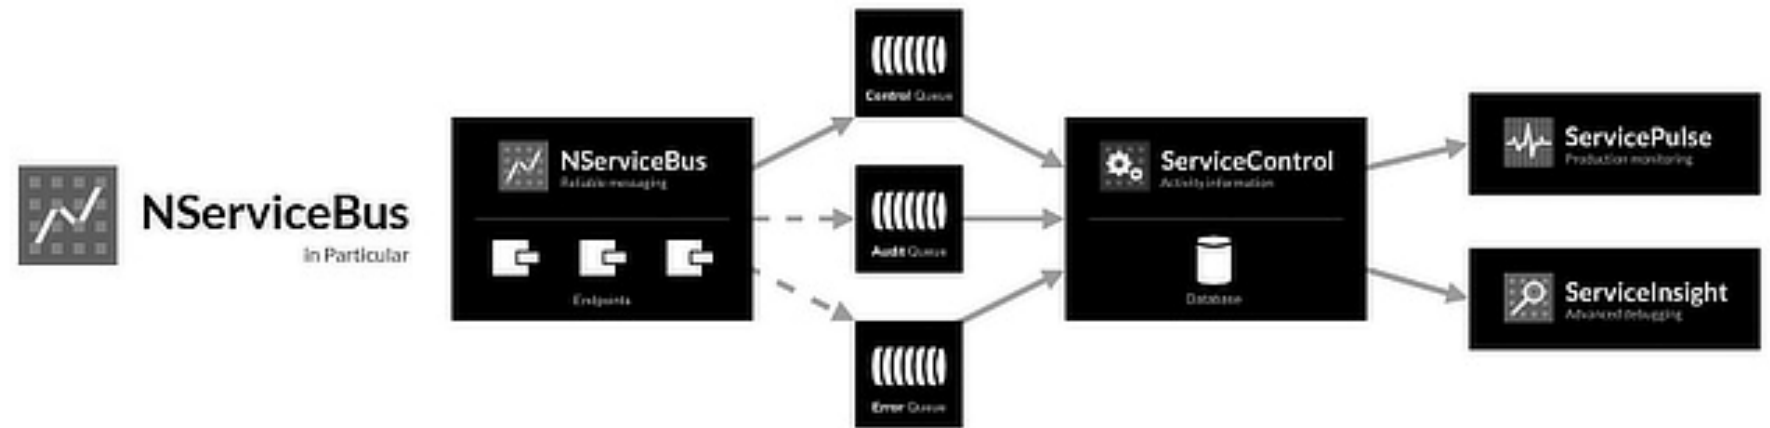 NServiceBus
in Particular
NServiceBus
Reliable messaging
Endpoints
Control Queue
Audit Queue
Error Queue
ServiceControl
Activity information
Database
ServicePulse
Production monitoring
ServiceInsight
Advanced debugging